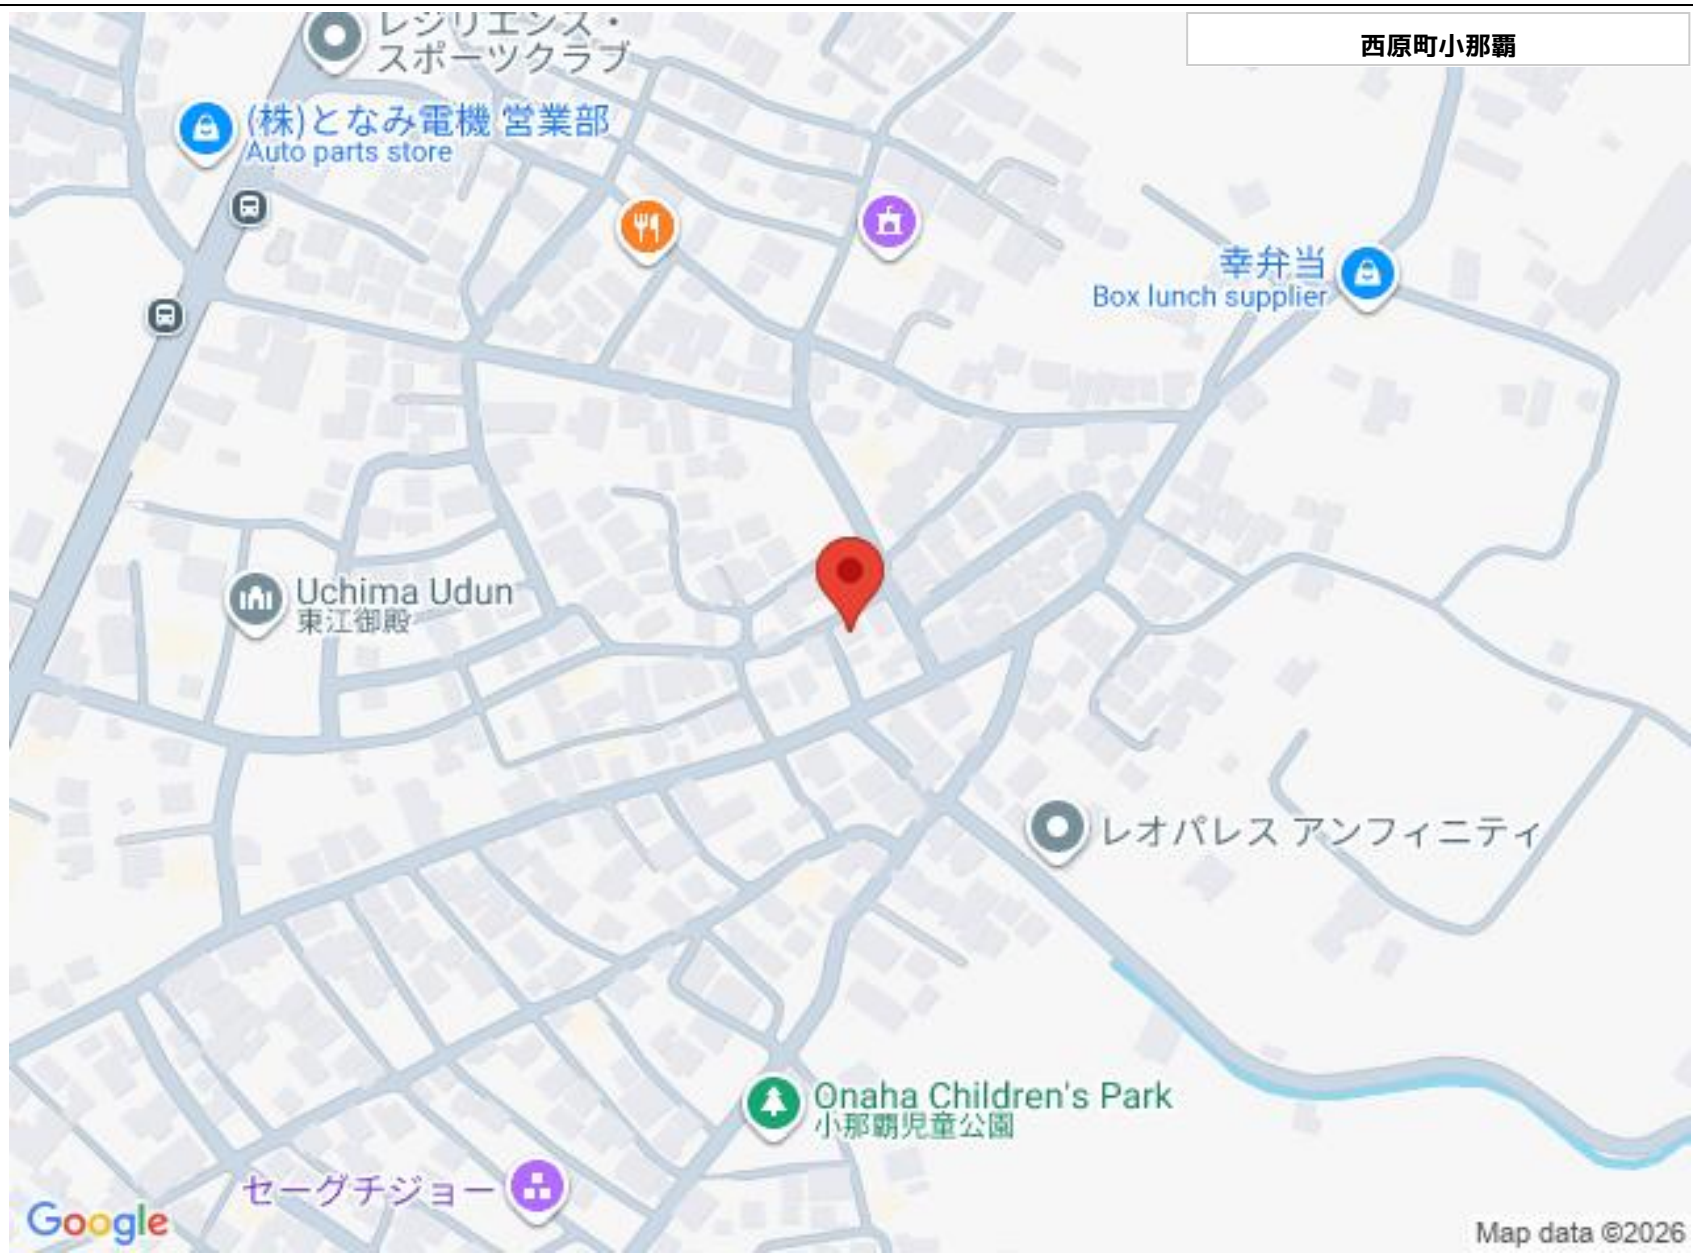 西原町小那覇
レジリエンス・
スポーツクラブ
(株)となみ電機 営業部
Auto parts store
幸弁当
Box lunch supplier
Uchima Udun
東江御殿
レオパレス アンフィニティ
Onaha Children's Park
小那覇児童公園
セーグチジョー
Google
Map data ©2026